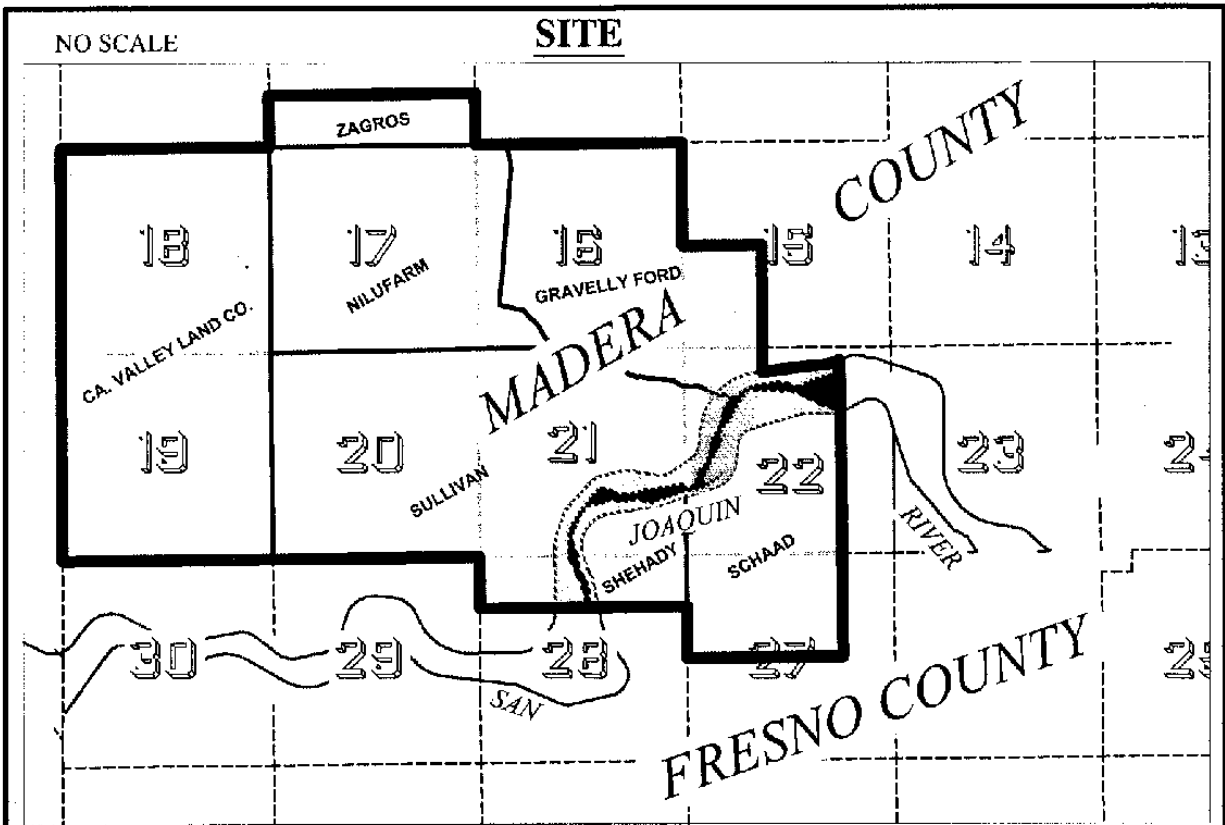 NO SCALE
SITE
ZAGROS
COUNTY
18
17
16
15
14
NILUFARM
GRAVELLY FORD
CA. VALLEY LAND CO.
MADERA
19
20
21
22
23
SULLIVAN
JOAQUIN
RIVER
SHEHADY
SCHAAD
30
29
28
27
SAN
FRESNO COUNTY